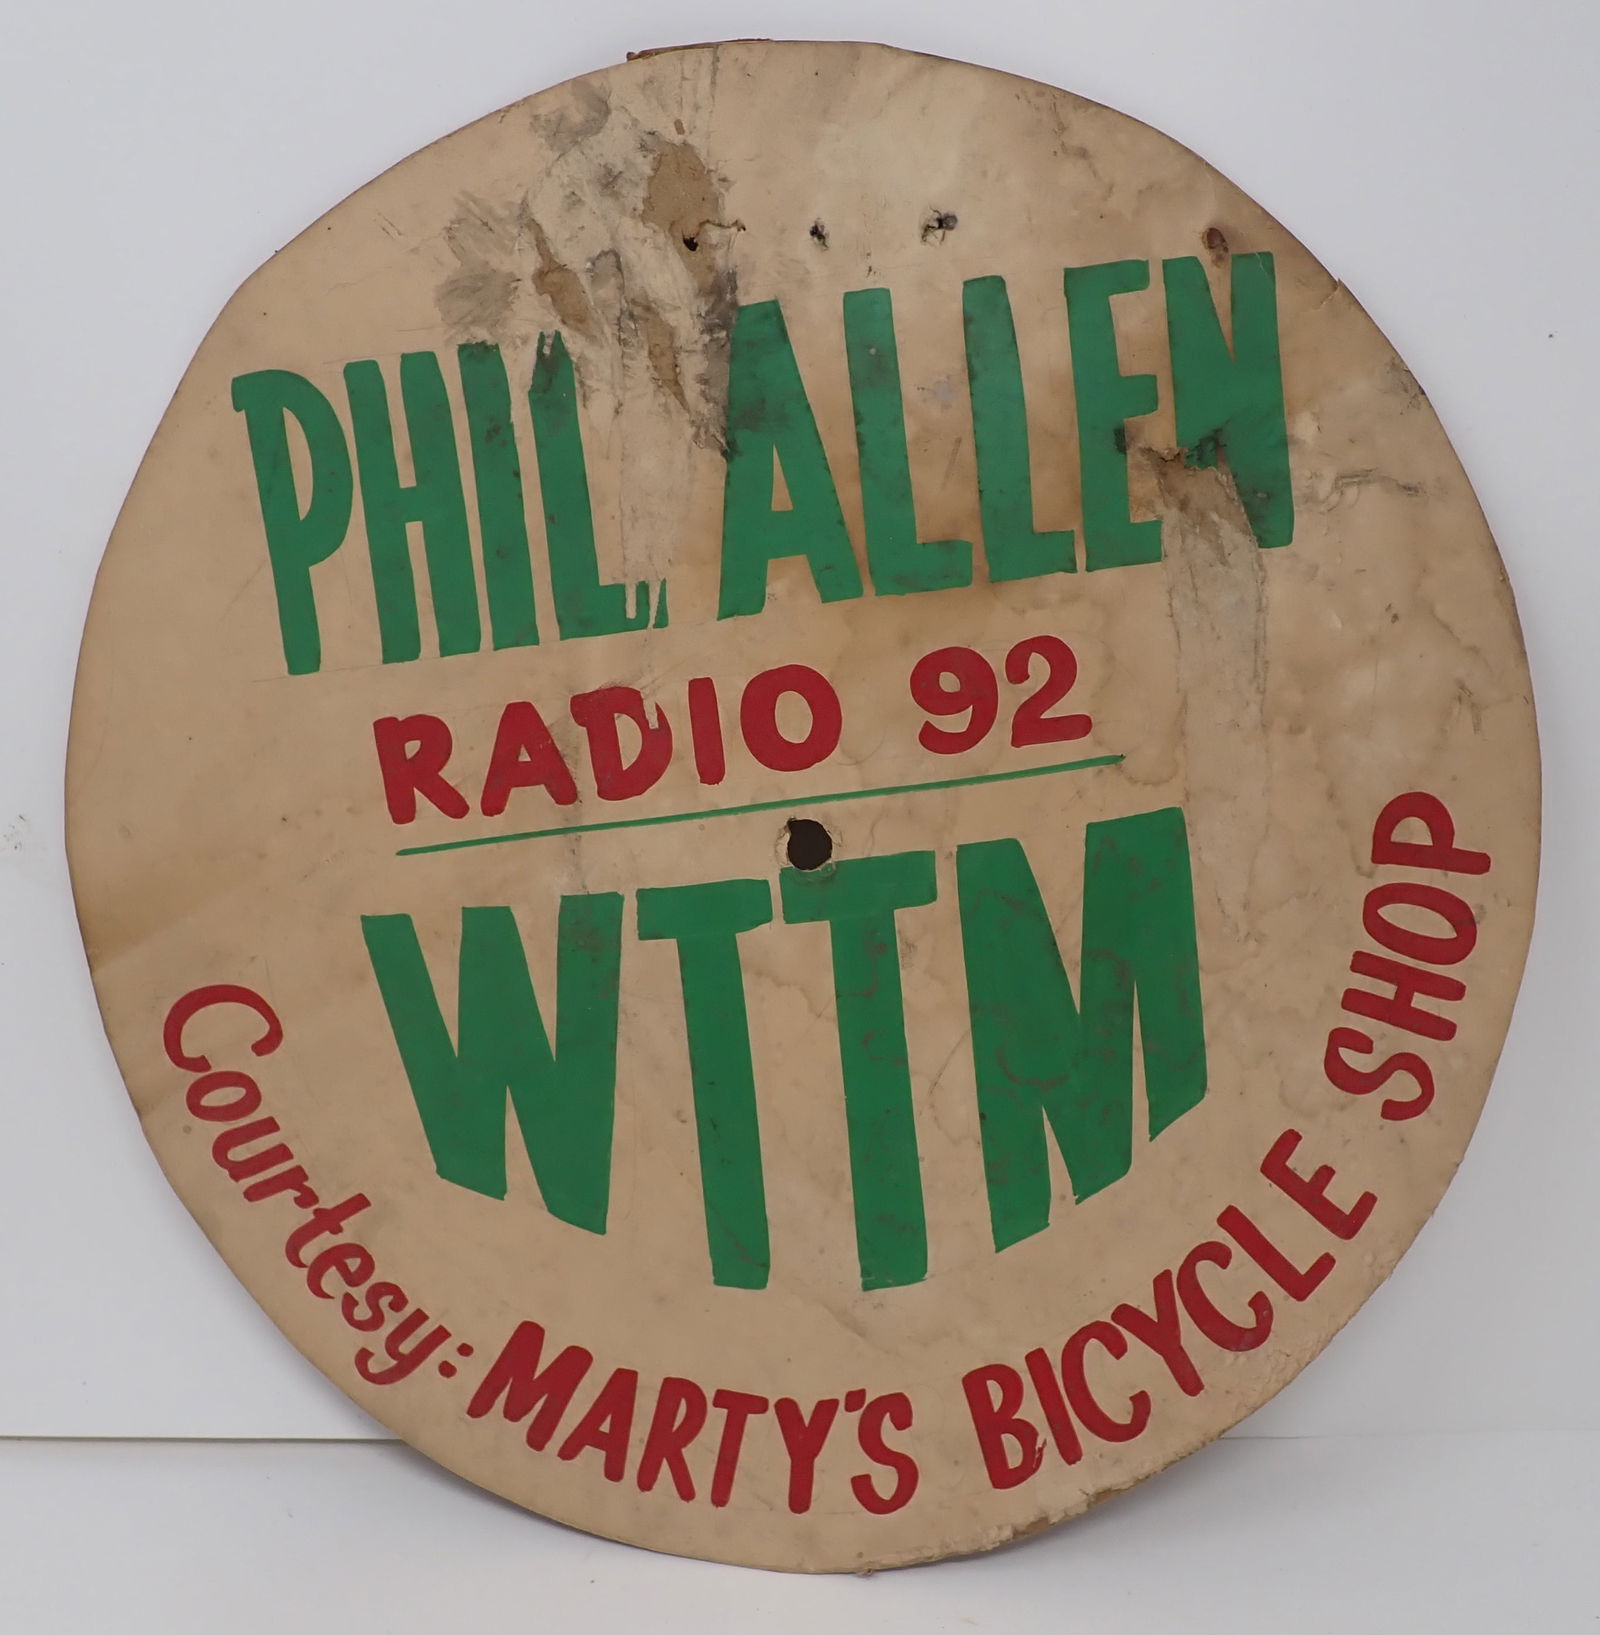 PHIL ALLEN
RADIO 92
WTTM
Courtesy: MARTY'S BICYCLE SHOP